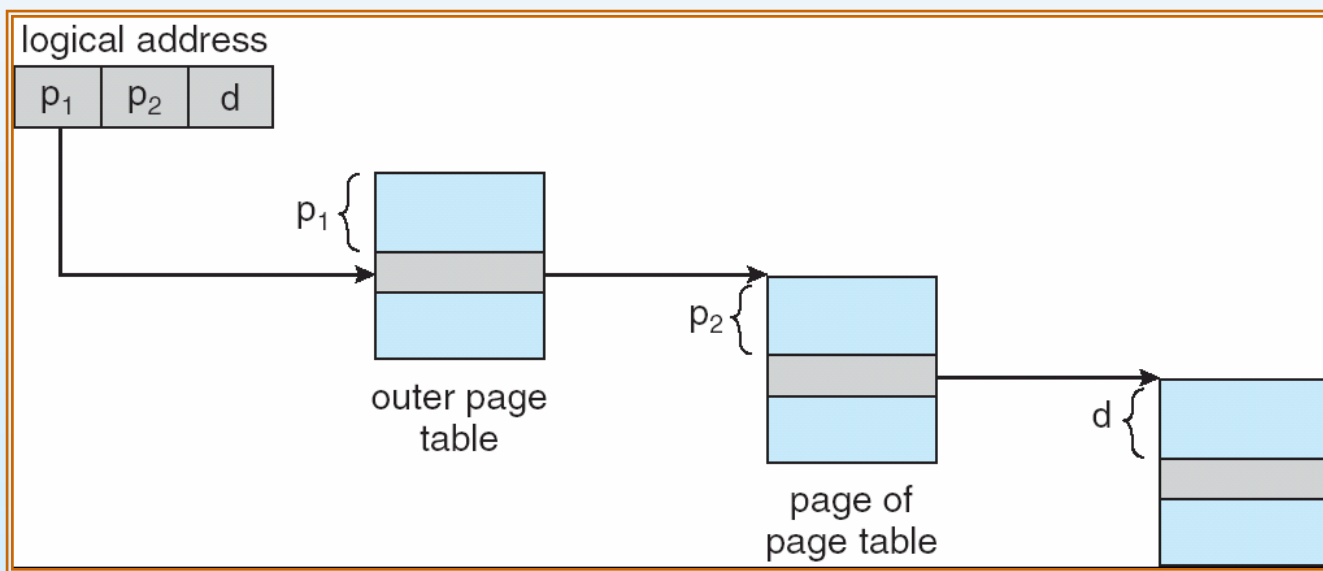 logical address
p₁ p₂ d
p₁
outer page
table
p₂
page of
page table
d